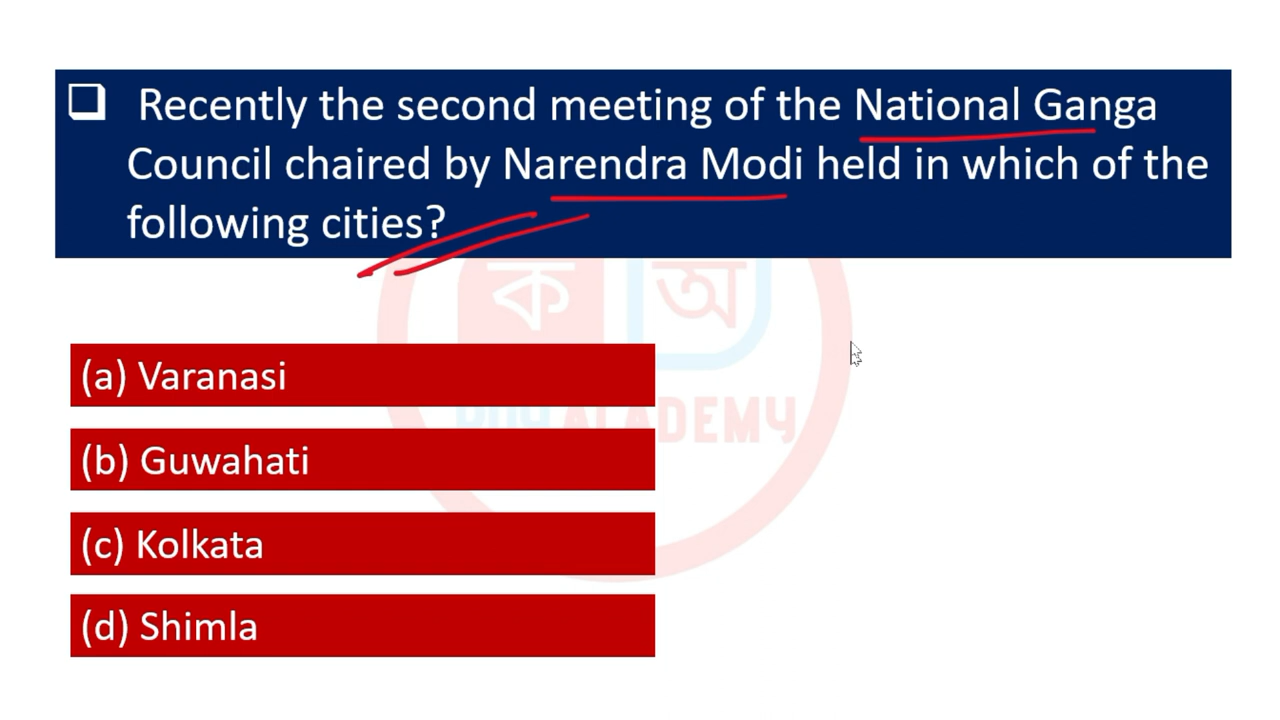 Recently the second meeting of the National Ganga
Council chaired by Narendra Modi held in which of the
following cities?
ক অ
(a) Varanasi
ACADEMY
(b) Guwahati
(c) Kolkata
(d) Shimla